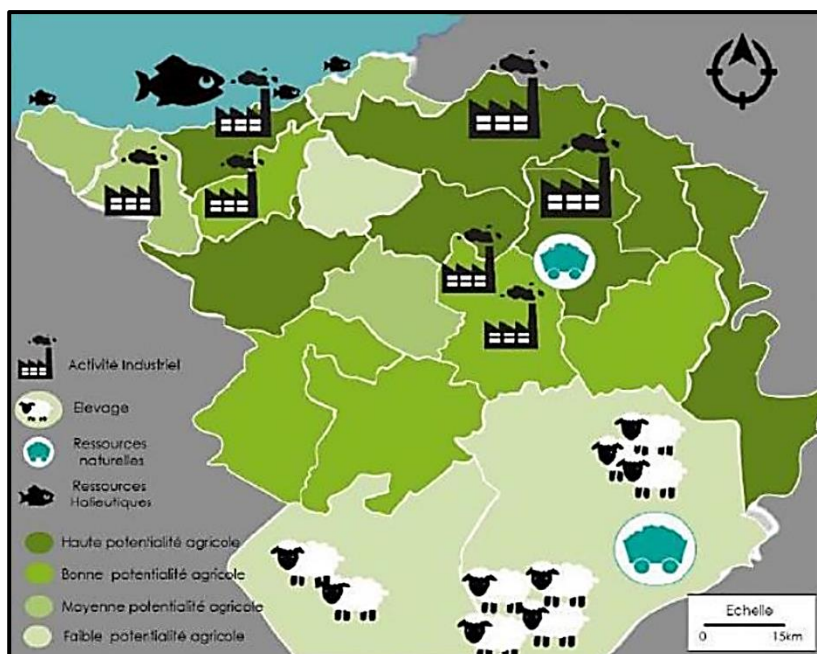 Activité Industriel
Elevage
Ressources
naturelles
Ressources
Halieutiques
Haute potentialité agricole
Bonne potentialité agricole
Moyenne potentialité agricole
Faible potentialité agricole
Echelle
0 15km